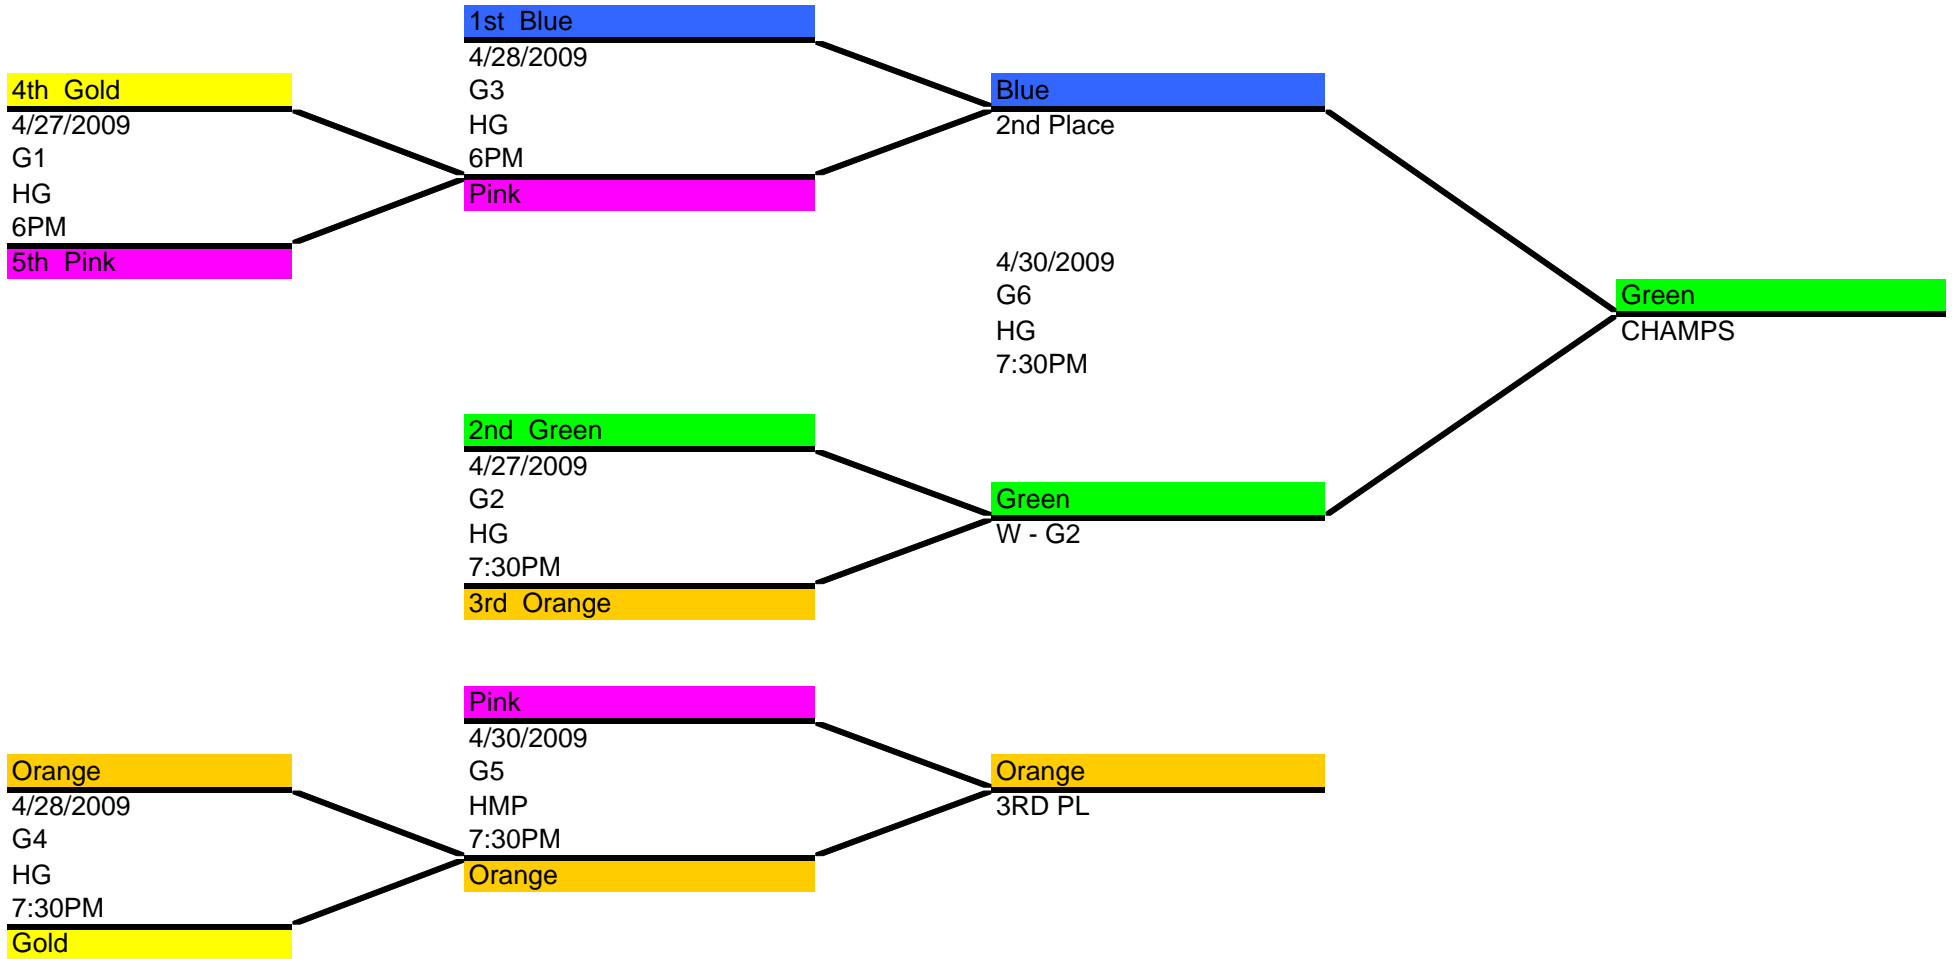 1st  Blue
4/28/2009
G3
HG
6PM
Pink
4th  Gold
4/27/2009
G1
HG
6PM
5th  Pink
Blue
2nd Place
4/30/2009
G6
HG
7:30PM
Green
CHAMPS
2nd  Green
4/27/2009
G2
HG
7:30PM
3rd  Orange
Green
W - G2
Pink
4/30/2009
G5
HMP
7:30PM
Orange
Orange
4/28/2009
G4
HG
7:30PM
Gold
Orange
3RD PL